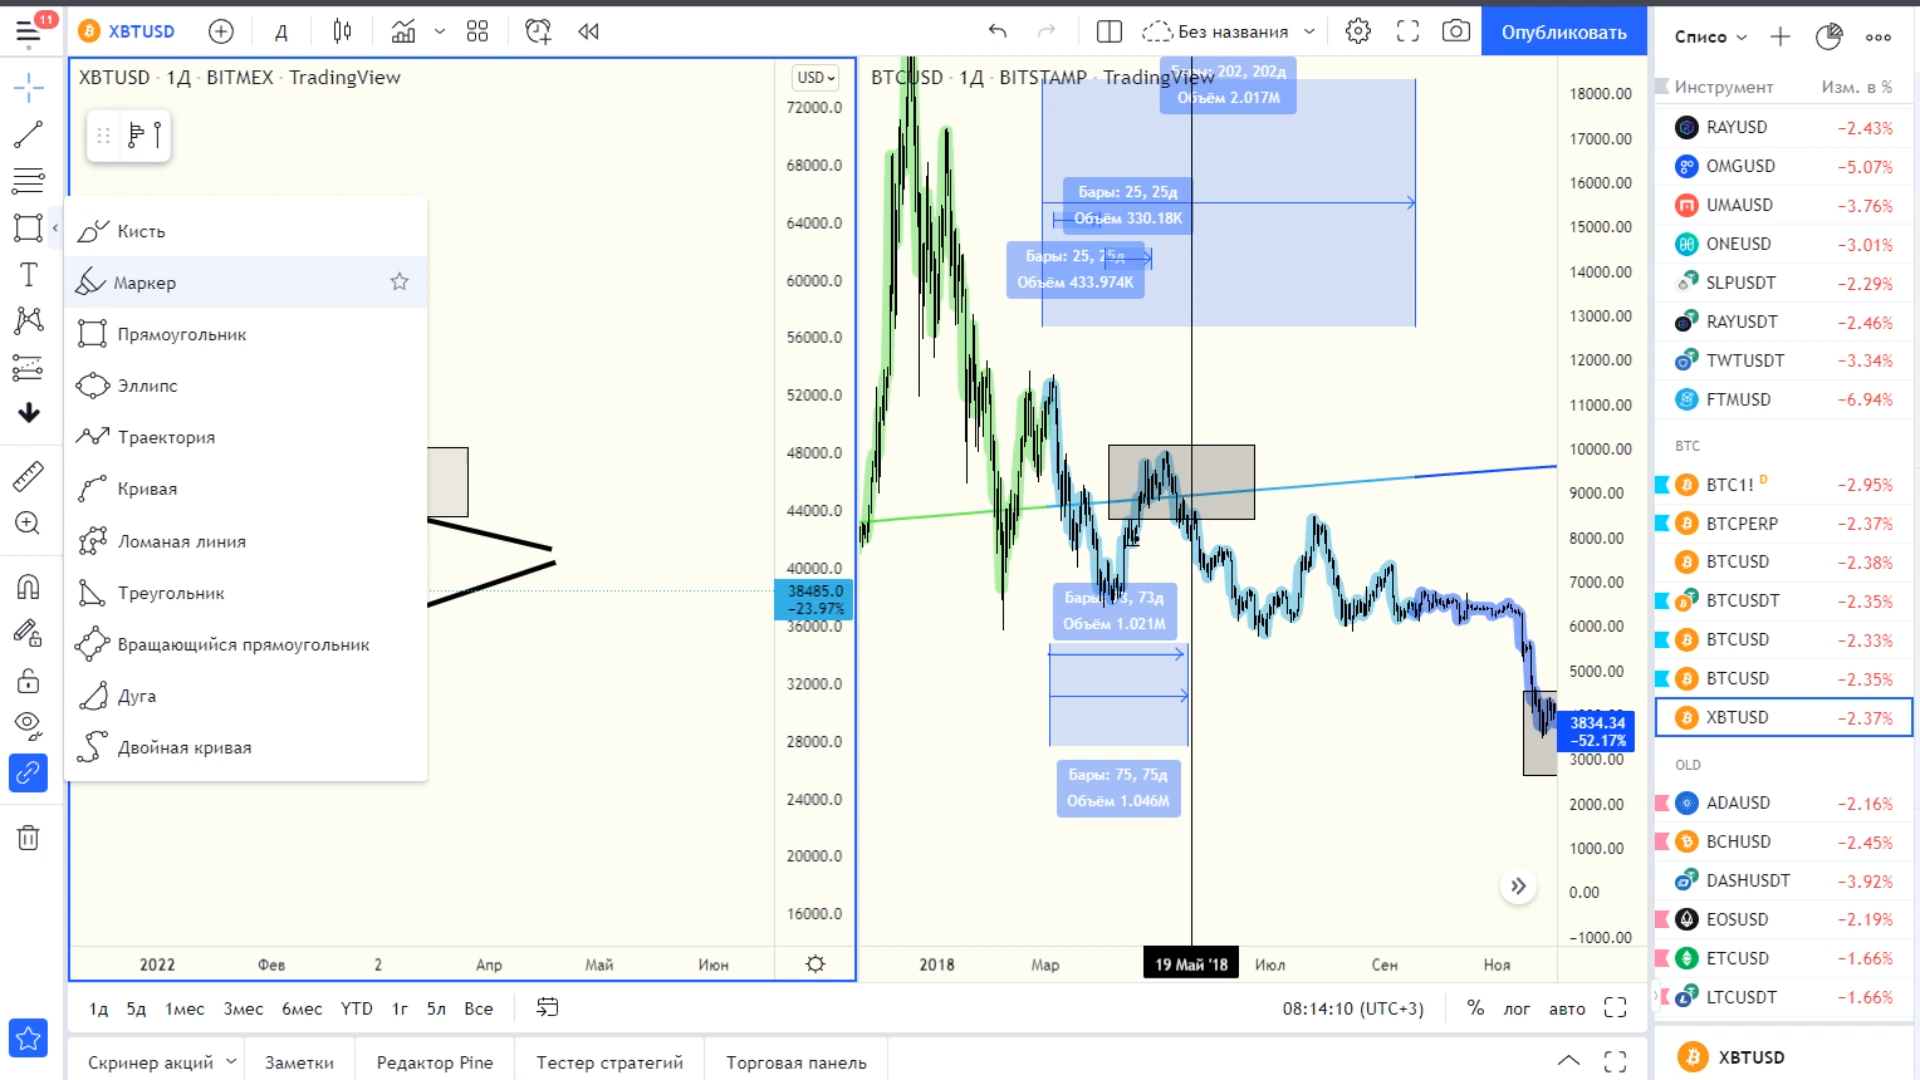 11
XBTUSD
Д
Без названия
Опубликовать
Списо
XBTUSD · 1Д · BITMEX · TradingView
USD
72000.0
68000.0
64000.0
60000.0
56000.0
52000.0
48000.0
44000.0
40000.0
38485.0
−23.97%
36000.0
32000.0
28000.0
24000.0
20000.0
16000.0
Кисть
Маркер
Прямоугольник
Эллипс
Траектория
Кривая
Ломаная линия
Треугольник
Вращающийся прямоугольник
Дуга
Двойная кривая
2022
Фев
2
Апр
Май
Июн
BTCUSD · 1Д · BITSTAMP · TradingView
Бары: 202, 202д
Объём 2.017M
Бары: 25, 25д
Объём 330.18K
Бары: 25, 25д
Объём 433.974K
Бары: 73, 73д
Объём 1.021M
Бары: 75, 75д
Объём 1.046M
18000.00
17000.00
16000.00
15000.00
14000.00
13000.00
12000.00
11000.00
10000.00
9000.00
8000.00
7000.00
6000.00
5000.00
3834.34
−52.17%
3000.00
2000.00
1000.00
0.00
−1000.00
2018
Мар
19 Май '18
Июл
Сен
Ноя
Инструмент Изм. в %
RAYUSD −2.43%
OMGUSD −5.07%
UMAUSD −3.76%
ONEUSD −3.01%
SLPUSDT −2.29%
RAYUSDT −2.46%
TWTUSDT −3.34%
FTMUSD −6.94%
BTC
BTC1! D −2.95%
BTCPERP −2.37%
BTCUSD −2.38%
BTCUSDT −2.35%
BTCUSD −2.33%
BTCUSD −2.35%
XBTUSD −2.37%
OLD
ADAUSD −2.16%
BCHUSD −2.45%
DASHUSDT −3.92%
EOSUSD −2.19%
ETCUSD −1.66%
LTCUSDT −1.66%
XBTUSD
1д 5д 1мес 3мес 6мес YTD 1г 5л Все
08:14:10 (UTC+3) % лог авто
Скринер акций Заметки Редактор Pine Тестер стратегий Торговая панель